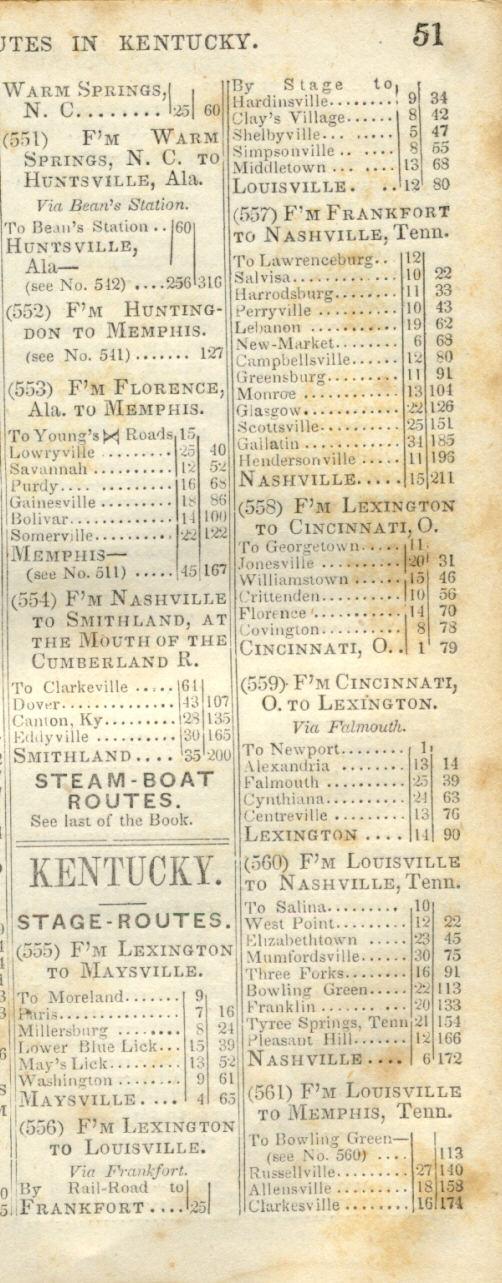 UTES IN KENTUCKY. 51
WARM SPRINGS,
N. C........ 25 60
(551) F'M WARM
SPRINGS, N. C. TO
HUNTSVILLE, Ala.
Via Bean's Station.
To Bean's Station .. 60
HUNTSVILLE,
Ala—
(see No. 542) .... 256 316
(552) F'M HUNTING-
DON TO MEMPHIS.
(see No. 541) ....... 127
(553) F'M FLORENCE,
Ala. TO MEMPHIS.
To Young's ⋈ Roads 15
Lowryville ......... 25 40
Savannah .......... 12 52
Purdy.... .......... 16 68
Gainesville ......... 18 86
Bolivar............. 14 100
Somerville.......... 22 122
MEMPHIS—
(see No. 511) ..... 45 167
(554) F'M NASHVILLE
TO SMITHLAND, AT
THE MOUTH OF THE
CUMBERLAND R.
To Clarkeville ..... 64
Dover............... 43 107
Canton, Ky......... 28 135
Eddyville .......... 30 165
SMITHLAND.... 35 200
STEAM-BOAT
ROUTES.
See last of the Book.
KENTUCKY.
STAGE-ROUTES.
(555) F'M LEXINGTON
TO MAYSVILLE.
To Moreland....... 9
Paris............... 7 16
Millersburg ........ 8 24
Lower Blue Lick... 15 39
May's Lick......... 13 52
Washington ....... 9 61
MAYSVILLE.... 4 65
(556) F'M LEXINGTON
TO LOUISVILLE.
Via Frankfort.
By Rail-Road to
FRANKFORT .... 25
By Stage to,
Hardinsville........ 9 34
Clay's Village...... 8 42
Shelbyville... ..... 5 47
Simpsonville .. .... 8 55
Middletown ....... 13 68
LOUISVILLE. .. 12 80
(557) F'M FRANKFORT
TO NASHVILLE, Tenn.
To Lawrenceburg.. 12
Salvisa............. 10 22
Harrodsburg....... 11 33
Perryville ......... 10 43
Lebanon .......... 19 62
New-Market....... 6 68
Campbellsville..... 12 80
Greensburg........ 11 91
Monroe ........... 13 104
Glasgow........... 22 126
Scottsville......... 25 151
Gallatin ........... 34 185
Hendersonville .... 11 196
NASHVILLE..... 15 211
(558) F'M LEXINGTON
TO CINCINNATI, O.
To Georgetown..... 11
Jonesville ......... 20 31
Williamstown ..... 15 46
Crittenden......... 10 56
Florence .......... 14 70
Covington......... 8 78
CINCINNATI, O.. 1 79
(559) F'M CINCINNATI,
O. TO LEXINGTON.
Via Falmouth.
To Newport........ 1
Alexandria ........ 13 14
Falmouth ......... 25 39
Cynthiana......... 24 63
Centreville ........ 13 76
LEXINGTON .... 14 90
(560) F'M LOUISVILLE
TO NASHVILLE, Tenn.
To Salina......... 10
West Point........ 12 22
Elizabethtown ..... 23 45
Mumfordsville..... 30 75
Three Forks....... 16 91
Bowling Green..... 22 113
Franklin .......... 20 133
Tyree Springs, Tenn 21 154
Pleasant Hill...... 12 166
NASHVILLE .... 6 172
(561) F'M LOUISVILLE
TO MEMPHIS, Tenn.
To Bowling Green—
(see No. 560) .... 113
Russellville......... 27 140
Allensville ......... 18 158
Clarkesville ........ 16 174